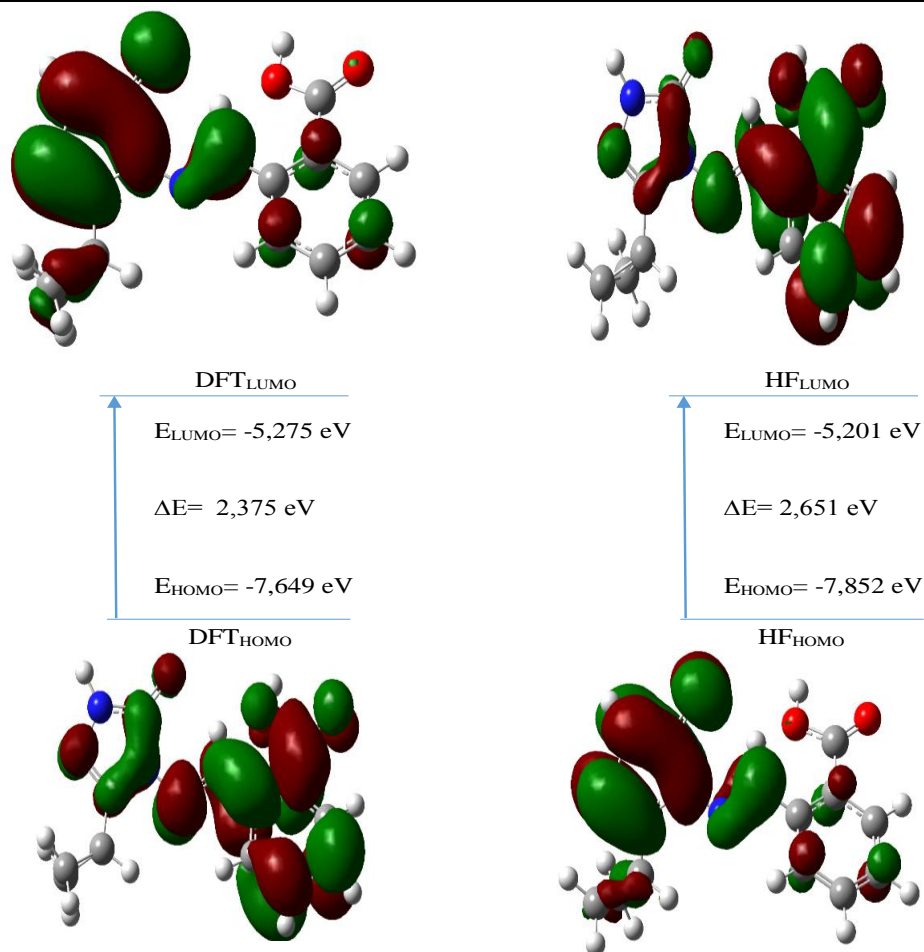 DFTLUMO
HFLUMO
ELUMO= -5,275 eV
ELUMO= -5,201 eV
ΔE= 2,375 eV
ΔE= 2,651 eV
EHOMO= -7,649 eV
EHOMO= -7,852 eV
DFTHOMO
HFHOMO